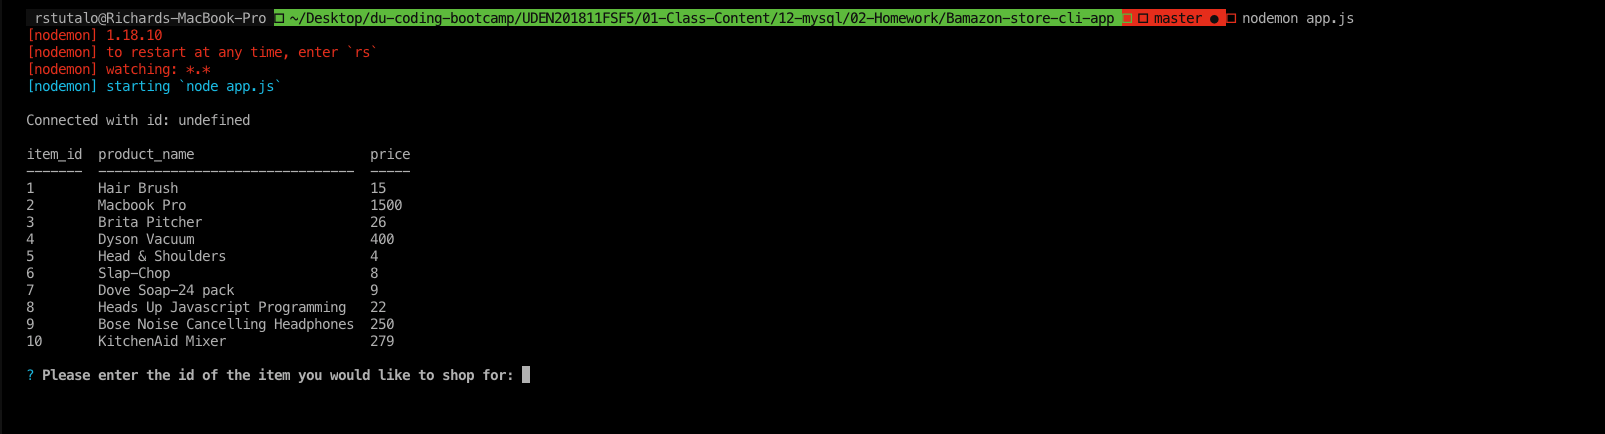 rstutalo@Richards-MacBook-Pro ~/Desktop/du-coding-bootcamp/UDEN201811FSF5/01-Class-Content/12-mysql/02-Homework/Bamazon-store-cli-app master ● nodemon app.js
[nodemon] 1.18.10
[nodemon] to restart at any time, enter `rs`
[nodemon] watching: *.*
[nodemon] starting `node app.js`
Connected with id: undefined
item_id  product_name                      price
-------  --------------------------------  -----
1        Hair Brush                        15
2        Macbook Pro                       1500
3        Brita Pitcher                     26
4        Dyson Vacuum                      400
5        Head & Shoulders                  4
6        Slap-Chop                         8
7        Dove Soap-24 pack                 9
8        Heads Up Javascript Programming   22
9        Bose Noise Cancelling Headphones  250
10       KitchenAid Mixer                  279
? Please enter the id of the item you would like to shop for: